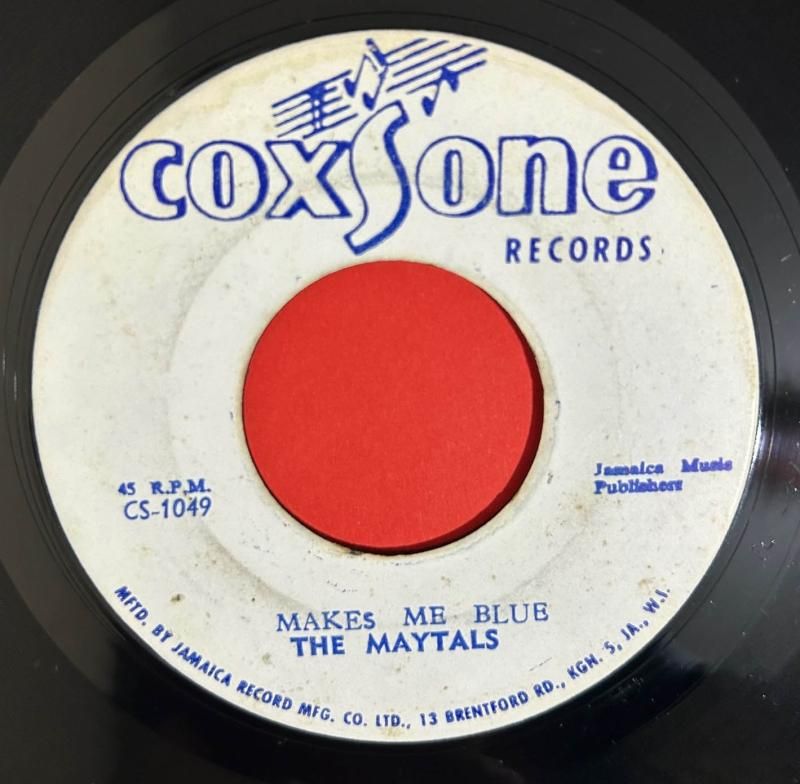 coxsone
RECORDS
45 R.P.M.
CS-1049
Jamaica Music
Publishers
MAKEs ME BLUE
THE MAYTALS
MFTD. BY JAMAICA RECORD MFG. CO. LTD., 13 BRENTFORD RD., KGN. 5, JA., W.I.